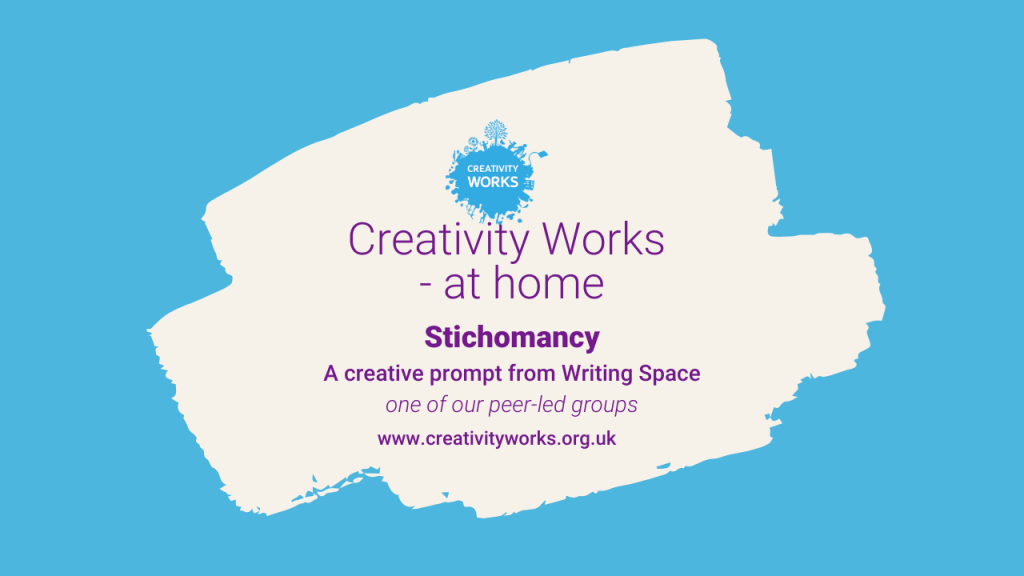 CREATIVITY
WORKS
Creativity Works
- at home
Stichomancy
A creative prompt from Writing Space
one of our peer-led groups
www.creativityworks.org.uk